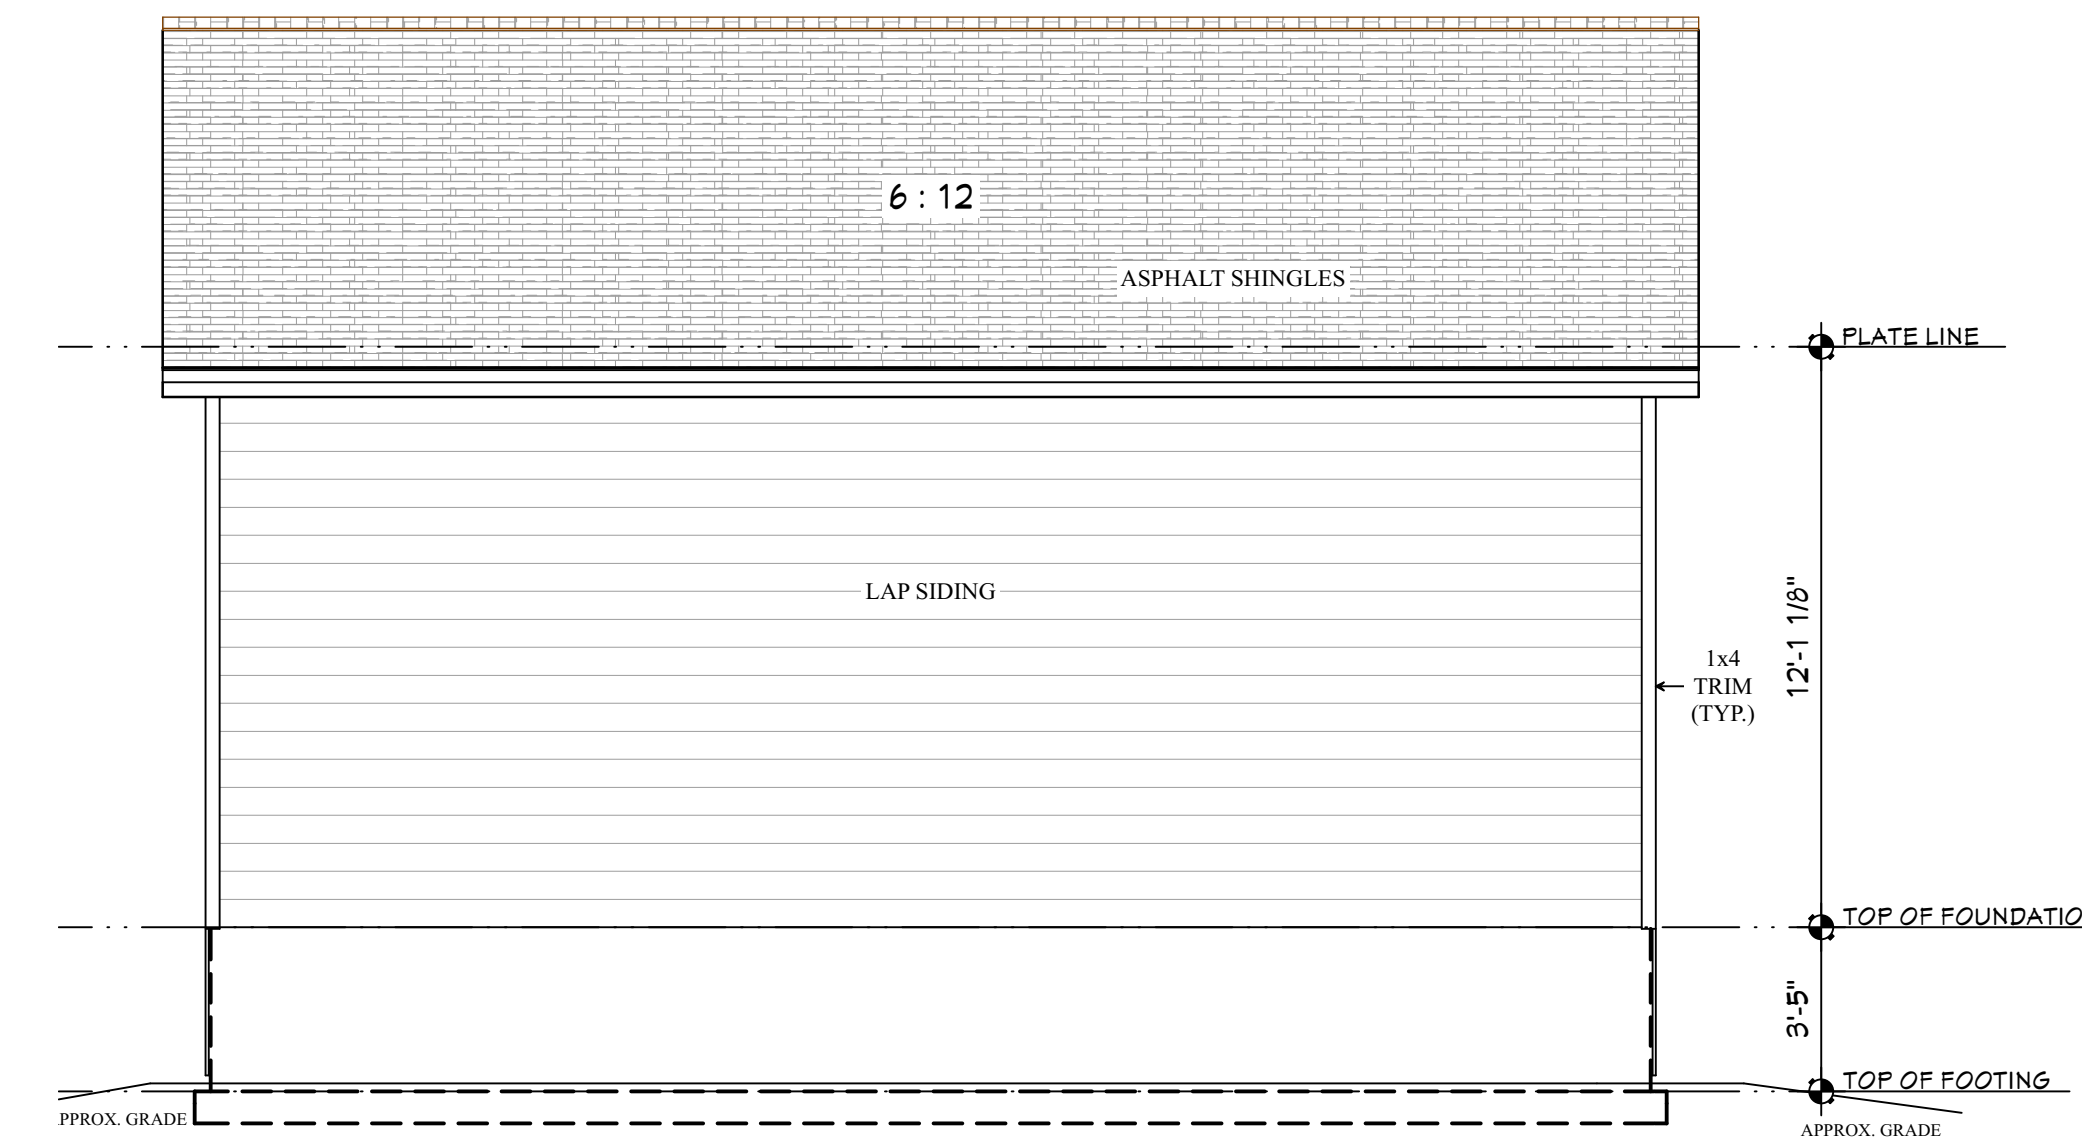 6 : 12
ASPHALT SHINGLES
PLATE LINE
LAP SIDING
12'-1 1/8"
1x4
TRIM
(TYP.)
TOP OF FOUNDATIO
3'-5"
TOP OF FOOTING
PPROX. GRADE
APPROX. GRADE